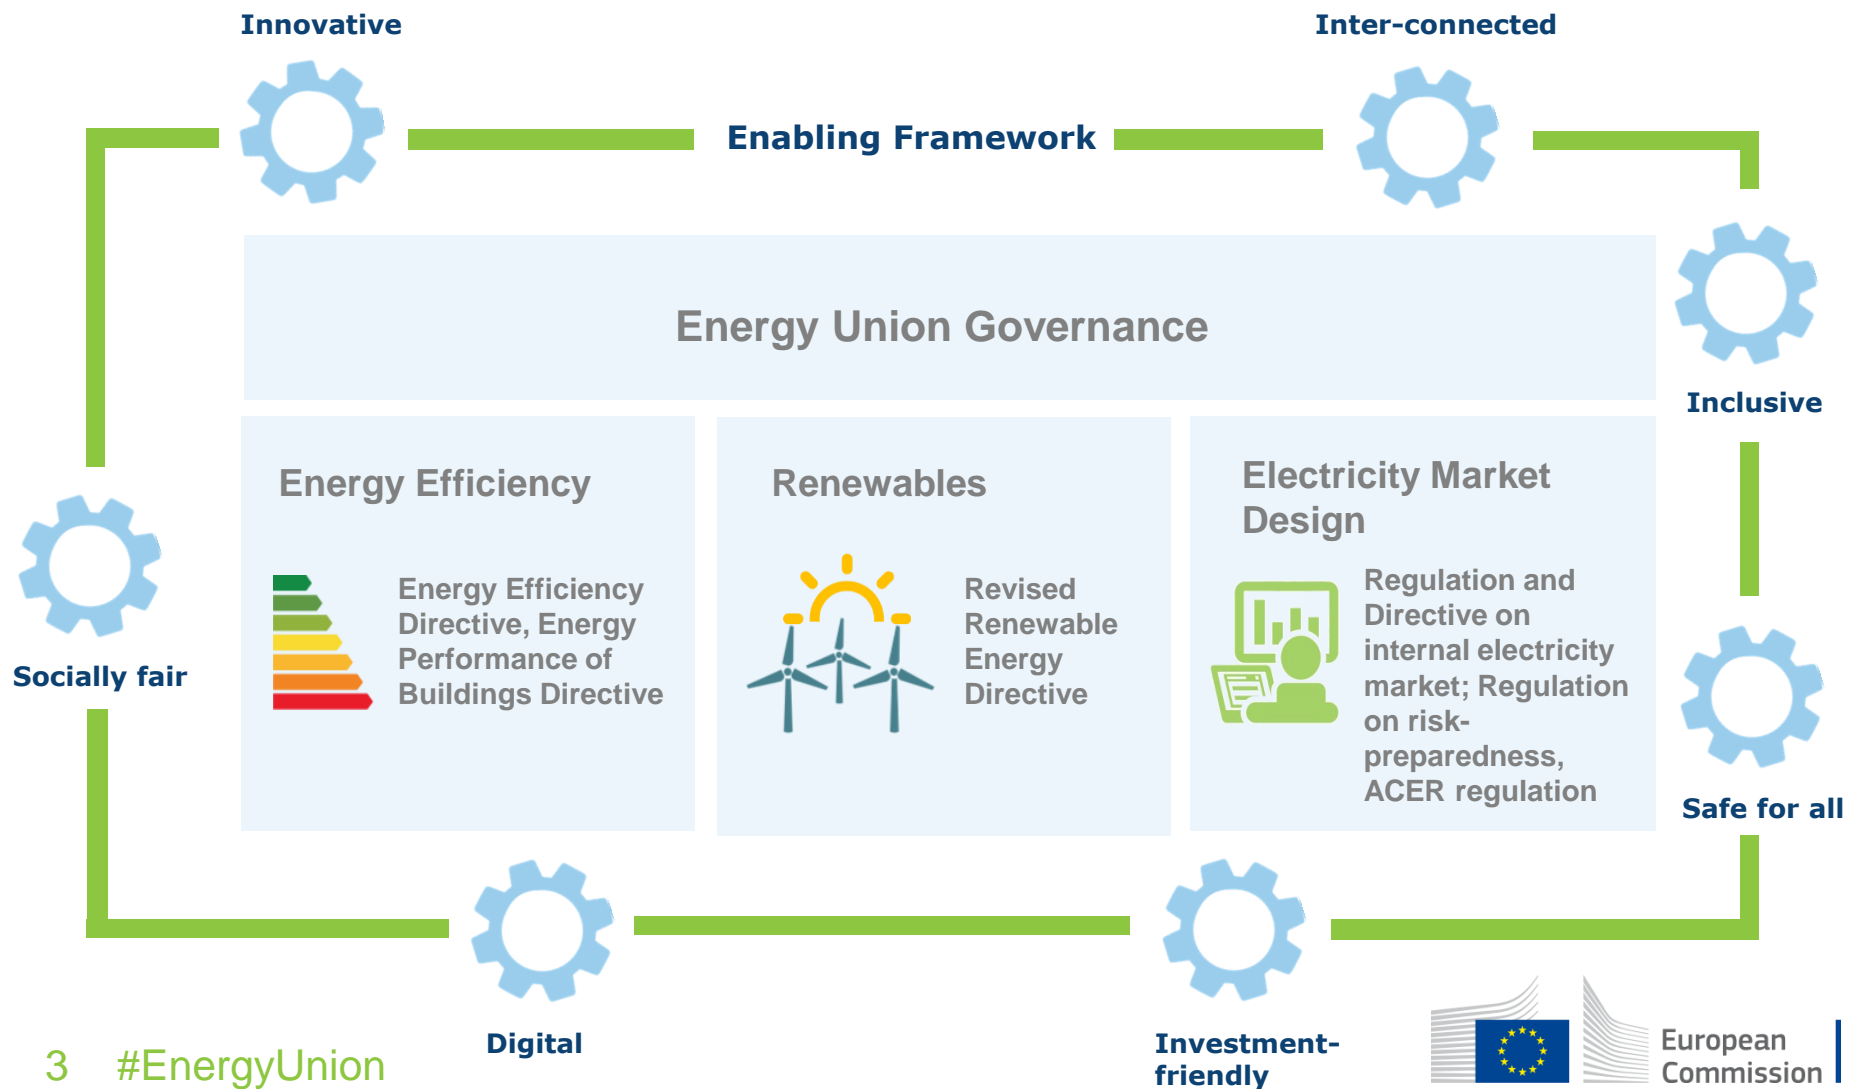 Innovative
Inter-connected
Enabling Framework
Energy Union Governance
Inclusive
Energy Efficiency
Energy Efficiency
Directive, Energy
Performance of
Buildings Directive
Renewables
Revised
Renewable
Energy
Directive
Electricity Market
Design
Regulation and
Directive on
internal electricity
market; Regulation
on risk-
preparedness,
ACER regulation
Socially fair
Safe for all
Digital
Investment-
friendly
3 #EnergyUnion
European
Commission